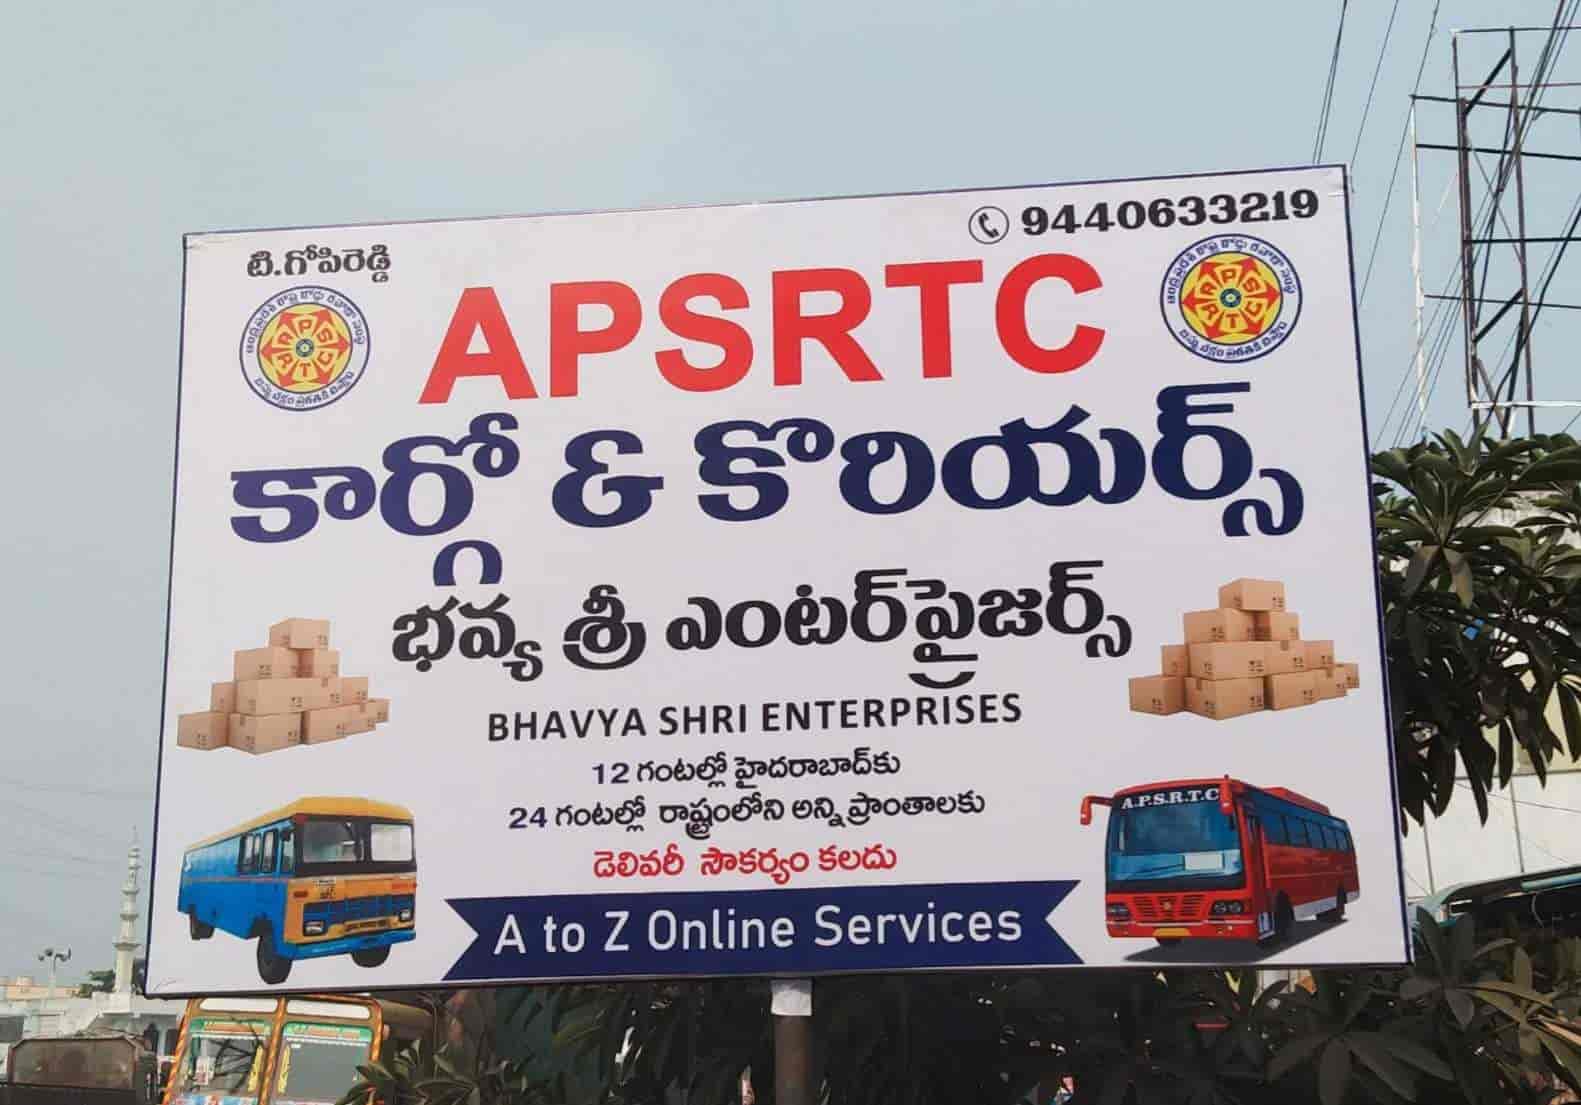 టి.గోపిరెడ్డి
9440633219
APSRTC
కార్గో & కొరియర్స్
భవ్య శ్రీ ఎంటర్‌ప్రైజర్స్
BHAVYA SHRI ENTERPRISES
12 గంటల్లో హైదరాబాద్‌కు
24 గంటల్లో రాష్ట్రంలోని అన్ని ప్రాంతాలకు
డెలివరీ సౌకర్యం కలదు
A to Z Online Services
A.P.S.R.T.C